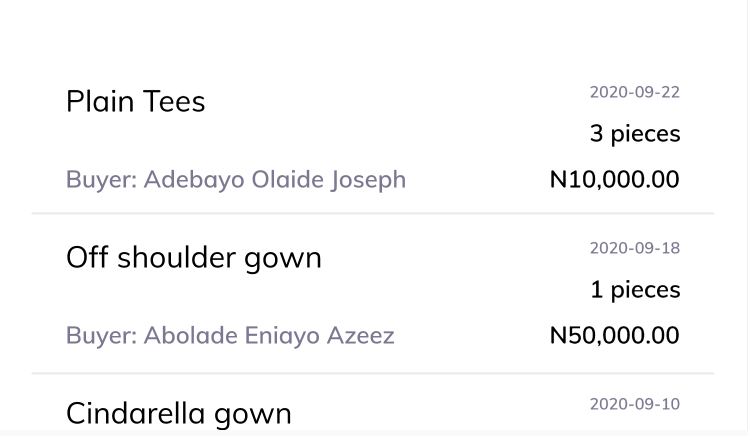 Plain Tees
2020-09-22
3 pieces
Buyer: Adebayo Olaide Joseph
N10,000.00
Off shoulder gown
2020-09-18
1 pieces
Buyer: Abolade Eniayo Azeez
N50,000.00
Cindarella gown
2020-09-10